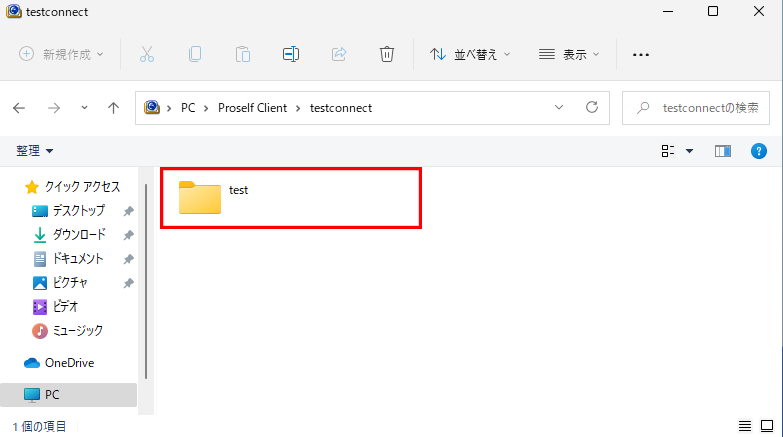 testconnect
新規作成
並べ替え
表示
PC
Proself Client
testconnect
testconnectの検索
整理
?
クイック アクセス
デスクトップ
ダウンロード
ドキュメント
ピクチャ
ビデオ
ミュージック
OneDrive
PC
test
1 個の項目